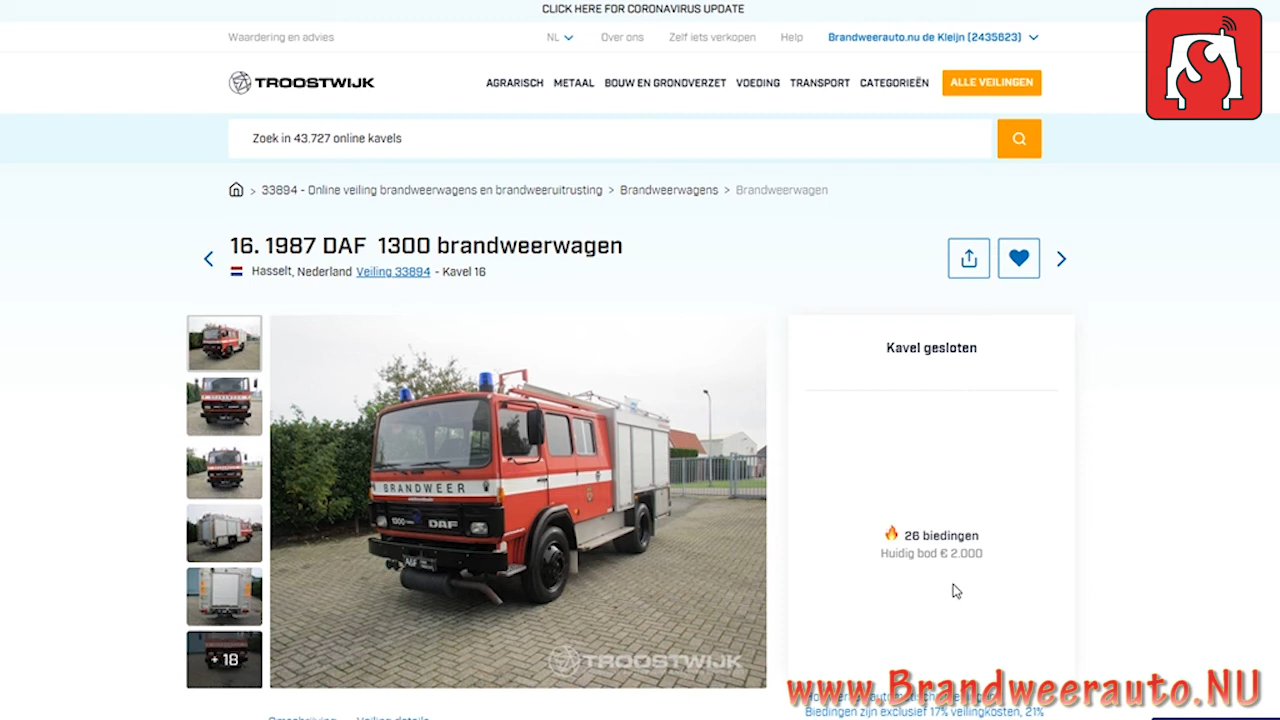 CLICK HERE FOR CORONAVIRUS UPDATE
Waardering en advies NL Over ons Zelf iets verkopen Help Brandweerauto.nu de Kleijn (2435623)
TROOSTWIJK AGRARISCH METAAL BOUW EN GRONDVERZET VOEDING TRANSPORT CATEGORIEËN ALLE VEILINGEN
Zoek in 43.727 online kavels
> 33894 - Online veiling brandweerwagens en brandweeruitrusting > Brandweerwagens > Brandweerwagen
16. 1987 DAF 1300 brandweerwagen
Hasselt, Nederland Veiling 33894 - Kavel 16
Kavel gesloten
BRANDWEER
1300 DAF
26 biedingen
Huidig bod € 2.000
+ 18
TROOSTWIJK
www.Brandweerauto.NU
Biedingen zijn exclusief 17% veilingkosten, 21%
Omschrijving Veiling details